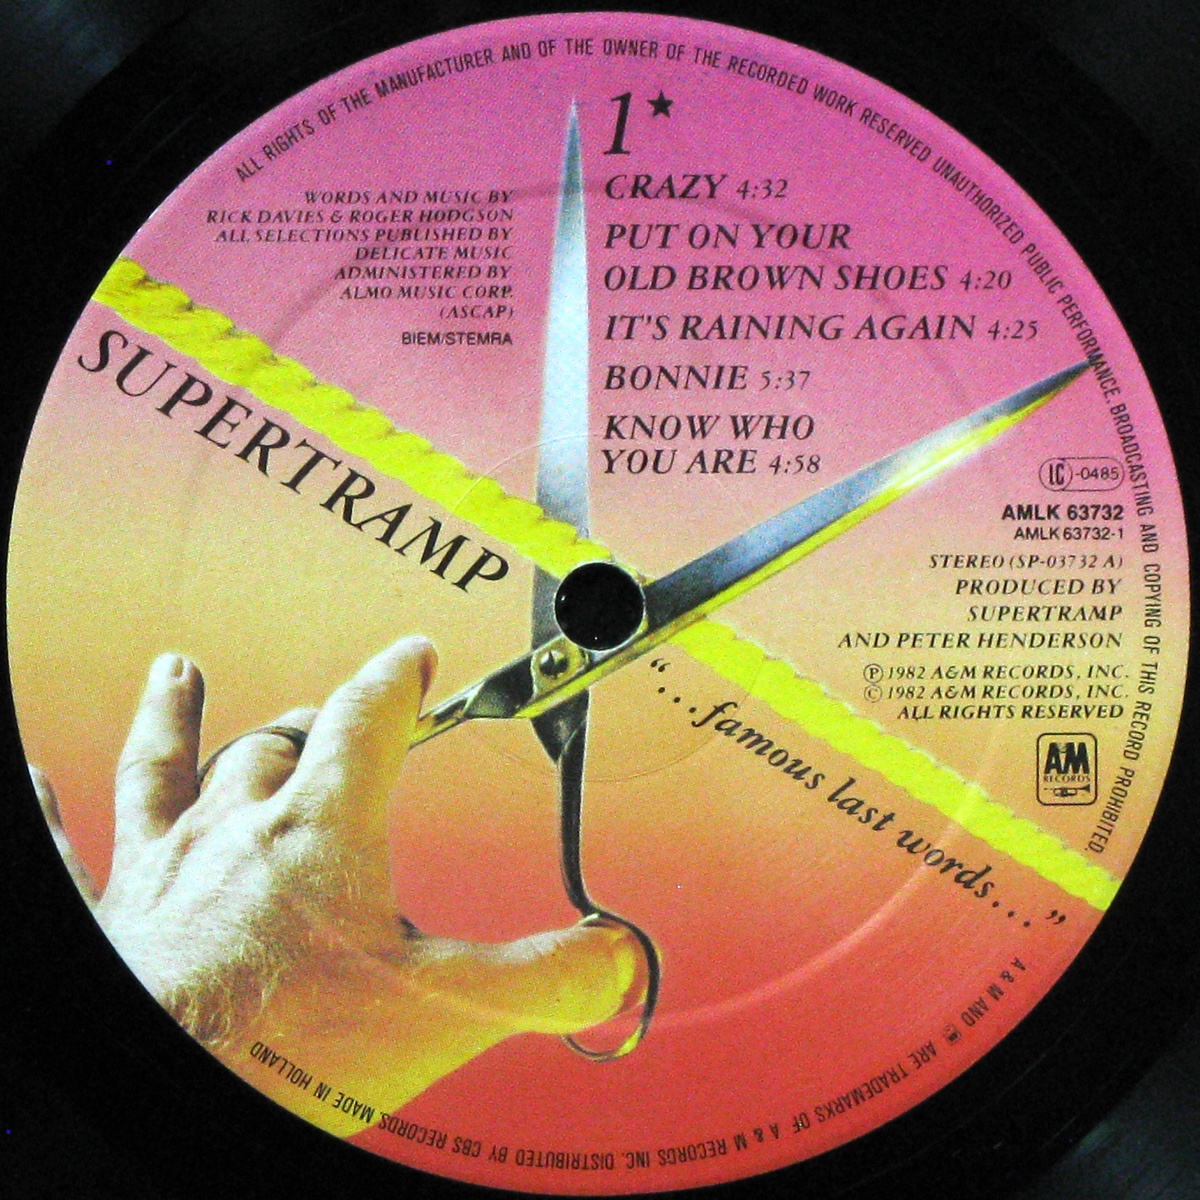 ALL RIGHTS OF THE MANUFACTURER AND OF THE OWNER OF THE RECORDED WORK RESERVED UNAUTHORIZED PUBLIC PERFORMANCE, BROADCASTING AND COPYING OF THIS RECORD PROHIBITED.
1★
CRAZY 4:32
PUT ON YOUR
OLD BROWN SHOES 4:20
IT'S RAINING AGAIN 4:25
BONNIE 5:37
KNOW WHO
YOU ARE 4:58
WORDS AND MUSIC BY
RICK DAVIES & ROGER HODGSON
ALL SELECTIONS PUBLISHED BY
DELICATE MUSIC
ADMINISTERED BY
ALMO MUSIC CORP.
(ASCAP)
BIEM/STEMRA
SUPERTRAMP
LC -0485
AMLK 63732
AMLK 63732-1
STEREO (SP-03732 A)
PRODUCED BY
SUPERTRAMP
AND PETER HENDERSON
℗ 1982 A&M RECORDS, INC.
© 1982 A&M RECORDS, INC.
ALL RIGHTS RESERVED
AM
RECORDS
"...famous last words..."
A & M AND AM ARE TRADEMARKS OF A & M RECORDS INC. DISTRIBUTED BY CBS RECORDS. MADE IN HOLLAND